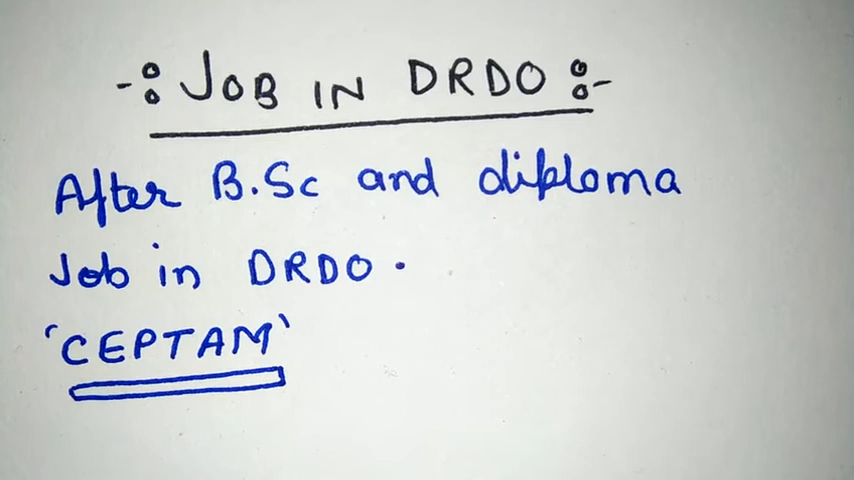 -: JOB IN DRDO :-
After B.Sc and diploma
Job in DRDO.
'CEPTAM'